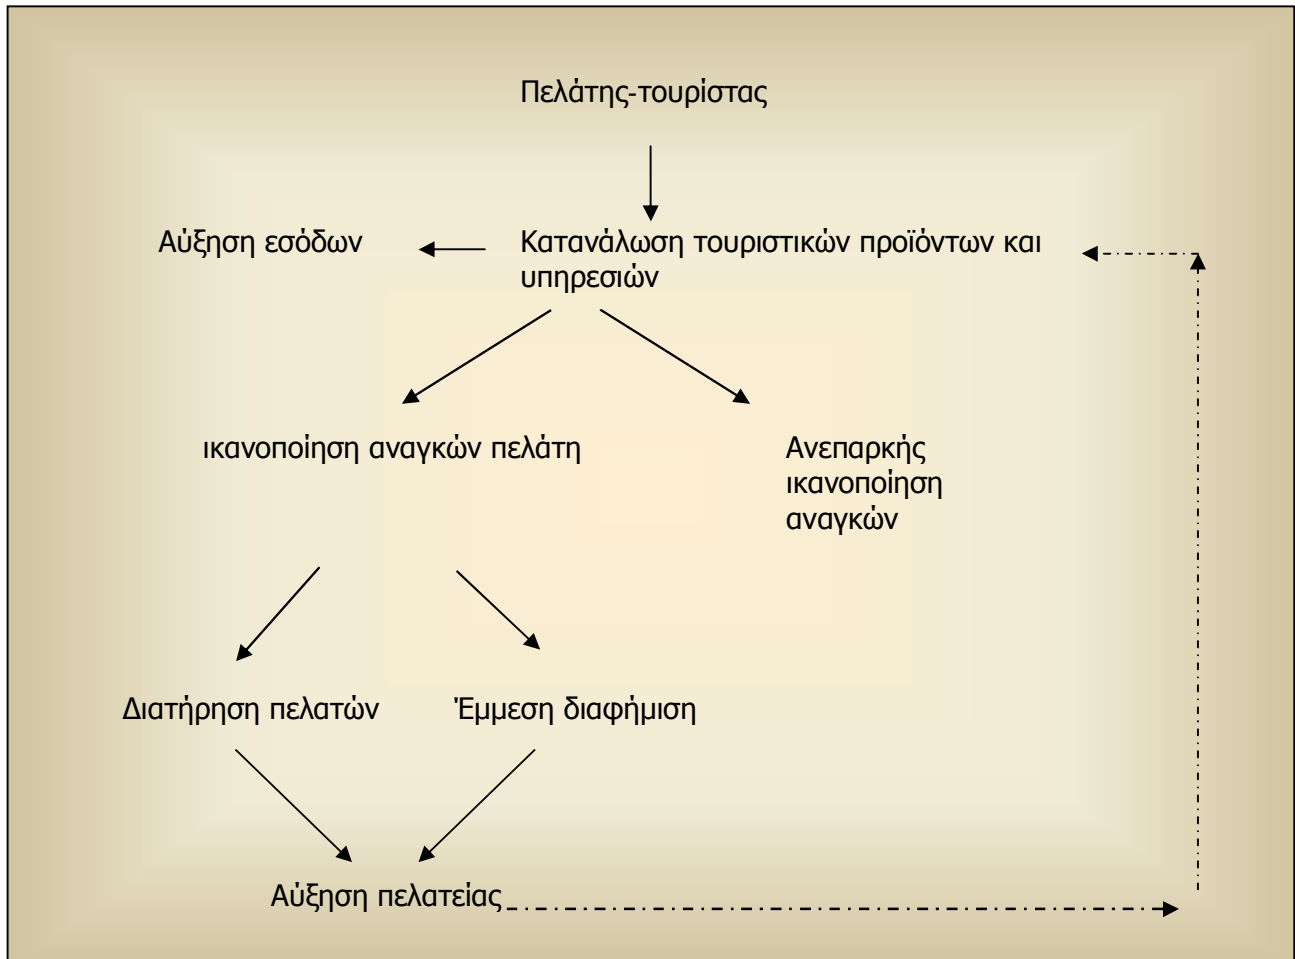 Πελάτης-τουρίστας
Αύξηση εσόδων
Κατανάλωση τουριστικών προϊόντων και
υπηρεσιών
ικανοποίηση αναγκών πελάτη
Ανεπαρκής
ικανοποίηση
αναγκών
Διατήρηση πελατών
Έμμεση διαφήμιση
Αύξηση πελατείας